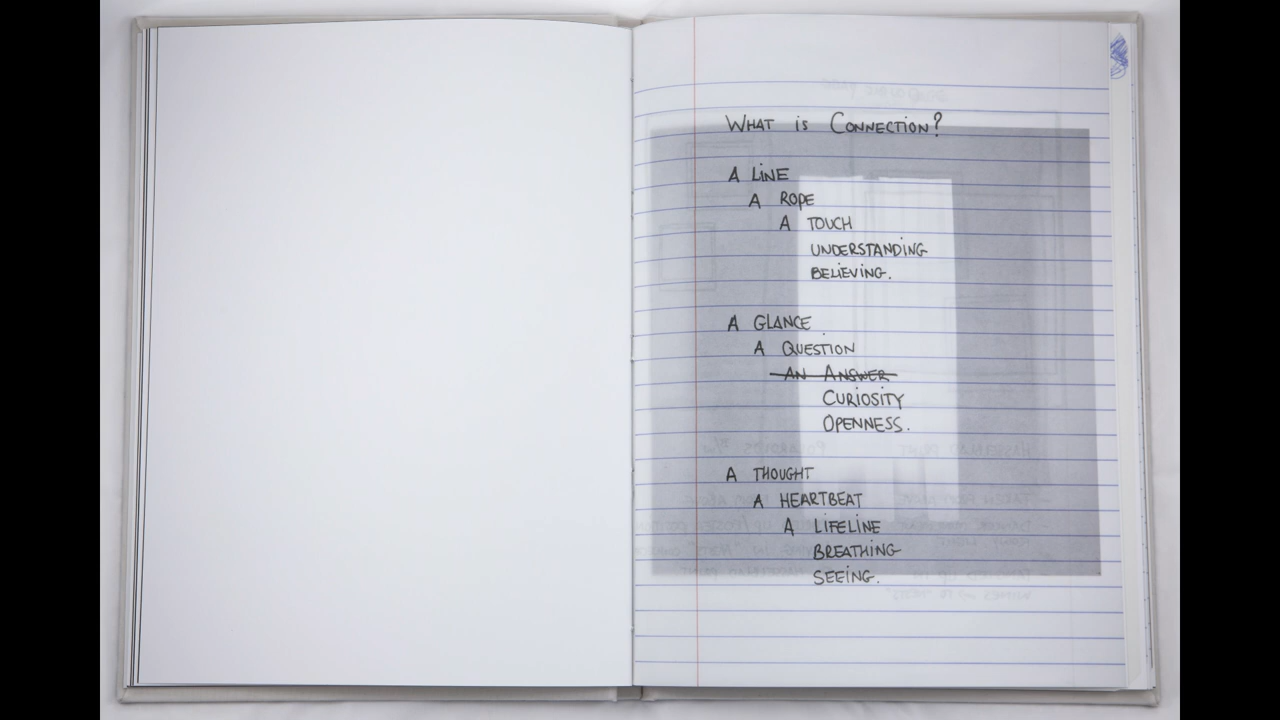 WHAT is CONNECTION?
A LiNE
A ROPE
A TOUCH
UNDERSTANDING
BELiEViNG.
A GLANCE
A QUESTION
AN ANSWER
CURiOSiTY
OPENNESS.
A THOUGHT
A HEARTBEAT
A LiFELiNE
BREATHiNG
SEEiNG.